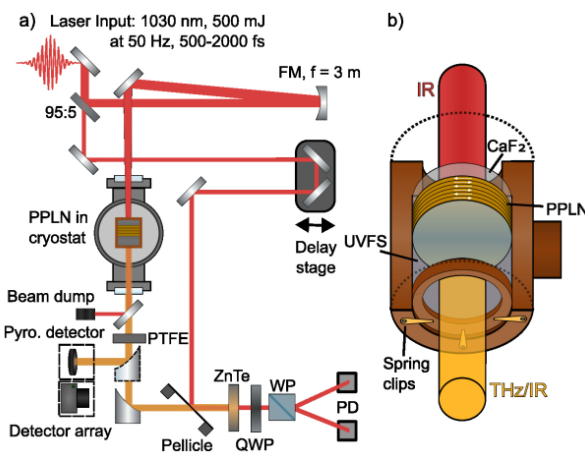 a) Laser Input: 1030 nm, 500 mJ
at 50 Hz, 500-2000 fs
FM, f = 3 m
95:5
PPLN in
cryostat
Delay
stage
Beam dump
Pyro. detector
PTFE
Detector array
Pellicle
ZnTe
QWP
WP
PD
b)
IR
CaF₂
PPLN
UVFS
Spring
clips
THz/IR